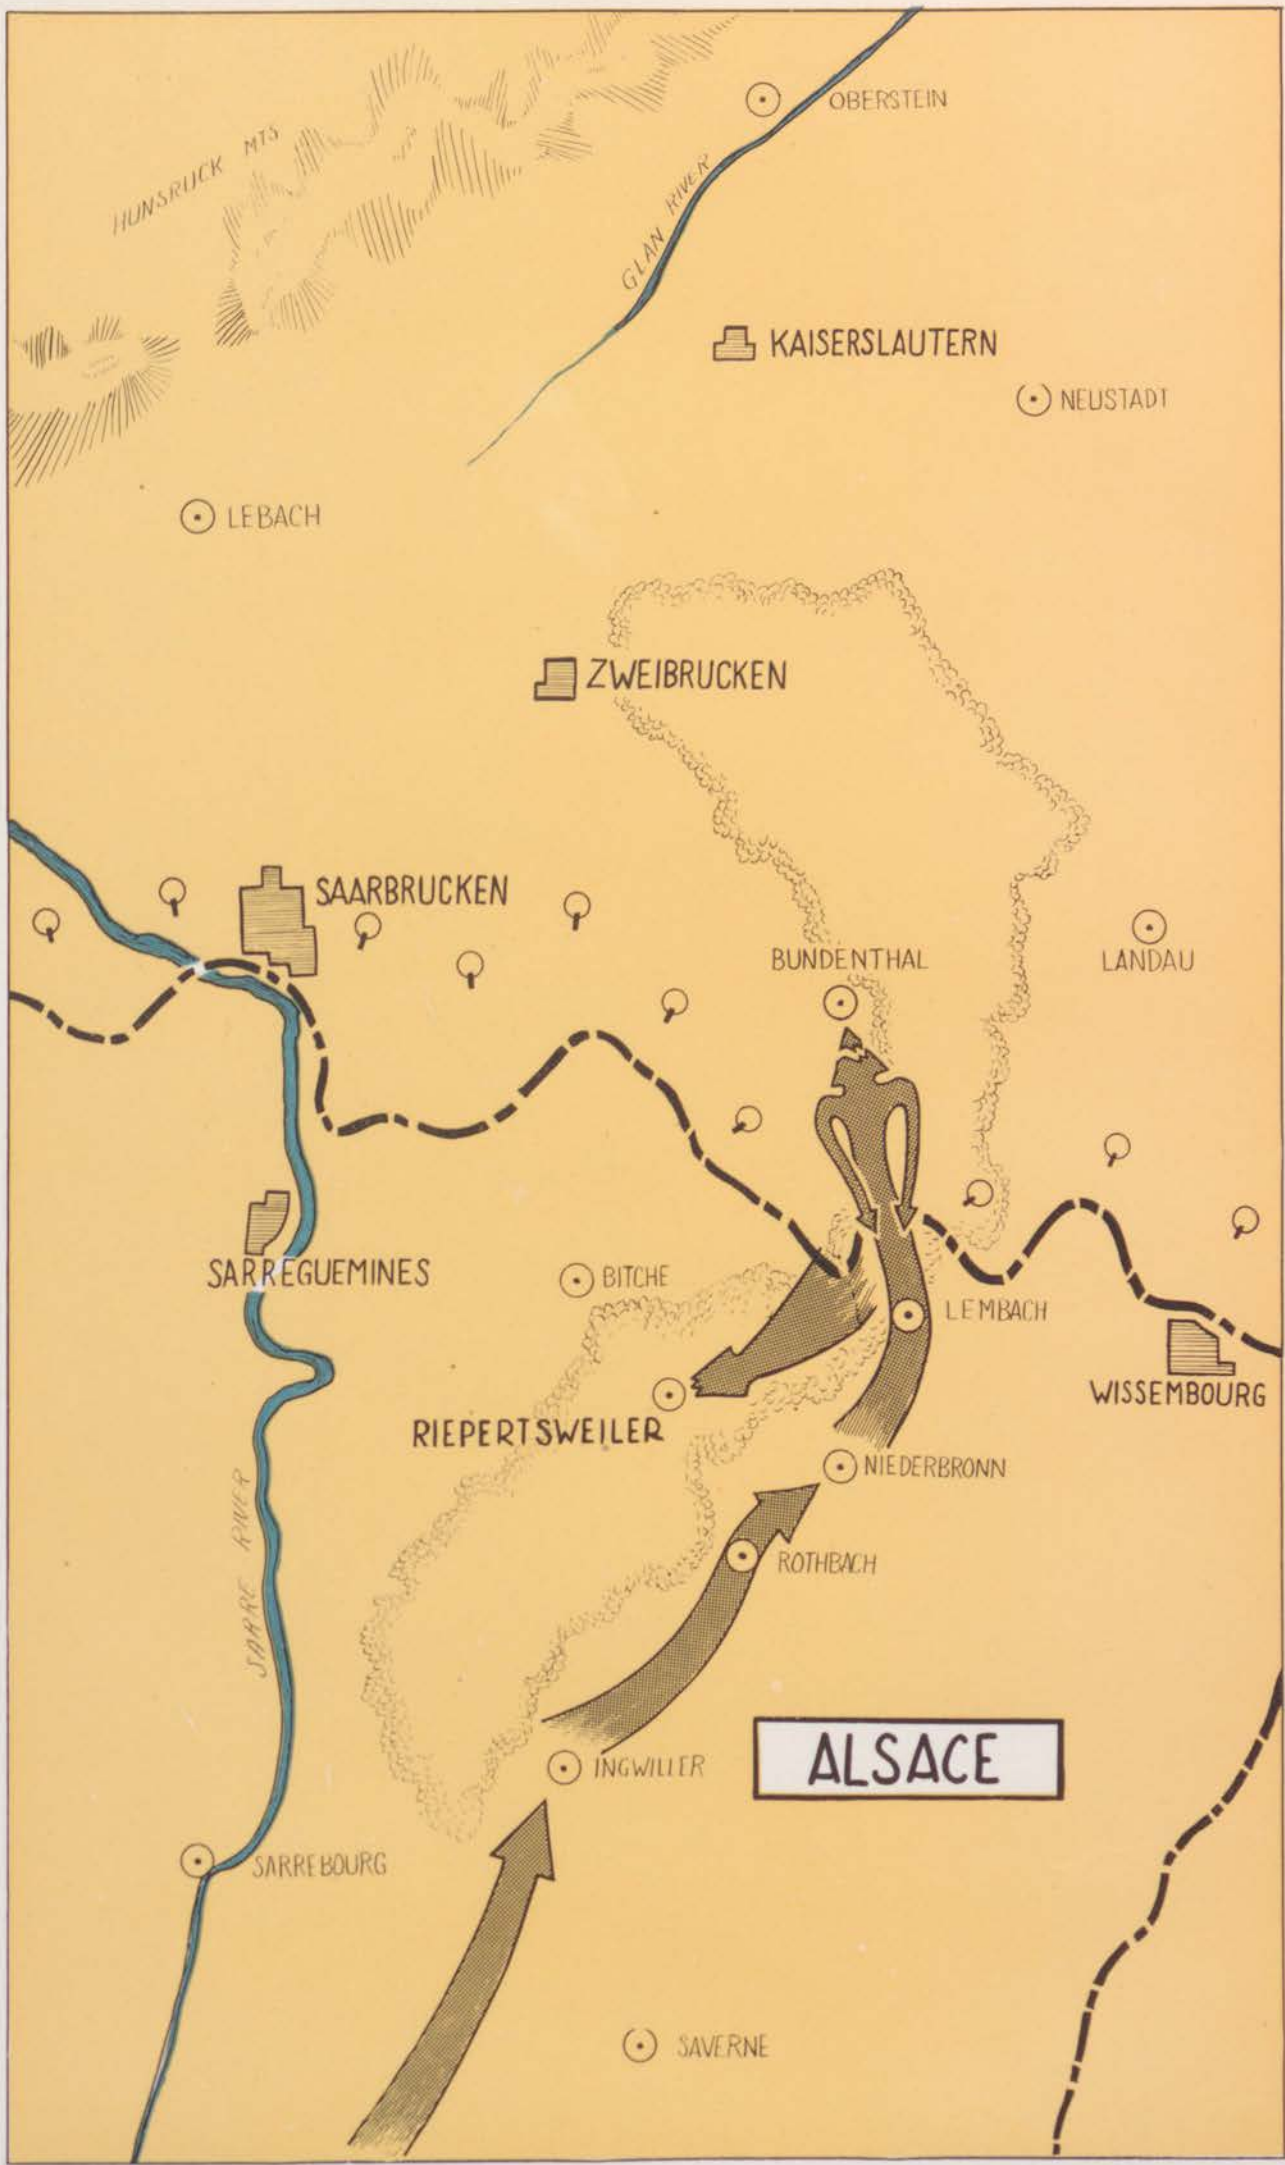 OBERSTEIN
HUNSRUCK MTS
GLAN RIVER
KAISERSLAUTERN
NEUSTADT
LEBACH
ZWEIBRUCKEN
SAARBRUCKEN
BUNDENTHAL
LANDAU
SARREGUEMINES
BITCHE
LEMBACH
WISSEMBOURG
RIEPERTSWEILER
NIEDERBRONN
SARRE RIVER
ROTHBACH
ALSACE
INGWILLER
SARREBOURG
SAVERNE